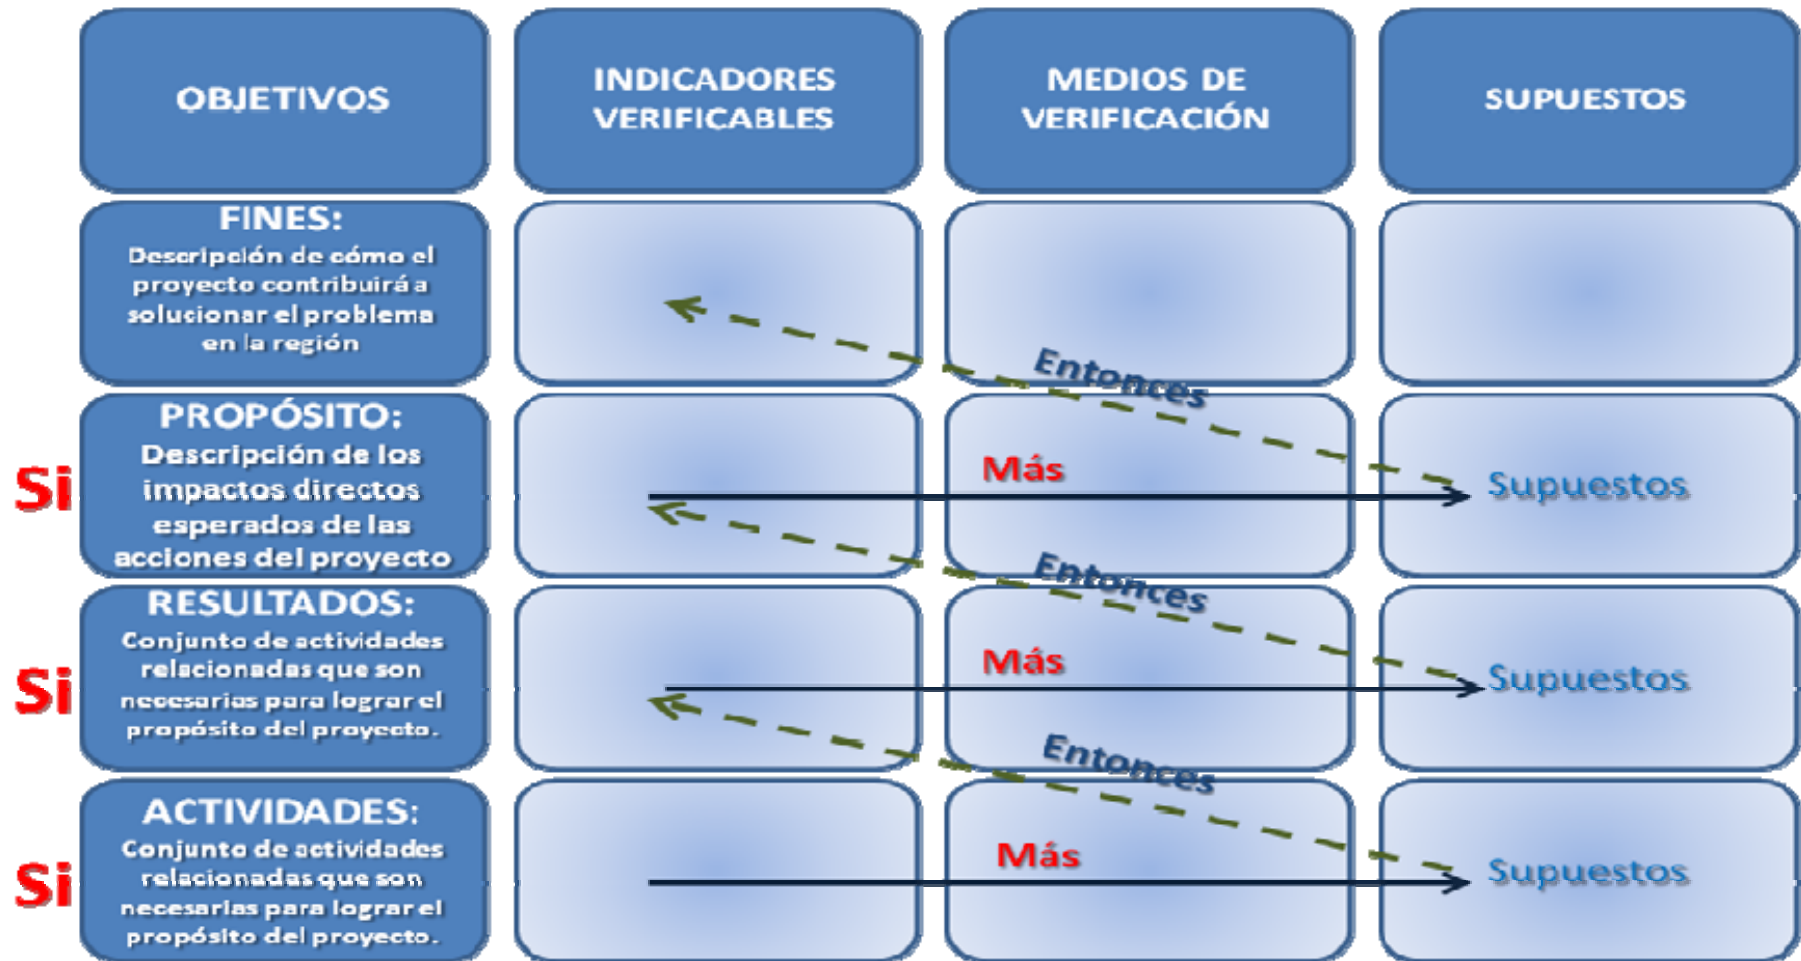 OBJETIVOS
INDICADORES
VERIFICABLES
MEDIOS DE
VERIFICACIÓN
SUPUESTOS
FINES:
Descripción de cómo el
proyecto contribuirá a
solucionar el problema
en la región
Entonces
Si
PROPÓSITO:
Descripción de los
impactos directos
esperados de las
acciones del proyecto
Más
Supuestos
Entonces
Si
RESULTADOS:
Conjunto de actividades
relacionadas que son
necesarias para lograr el
propósito del proyecto.
Más
Supuestos
Entonces
Si
ACTIVIDADES:
Conjunto de actividades
relacionadas que son
necesarias para lograr el
propósito del proyecto.
Más
Supuestos